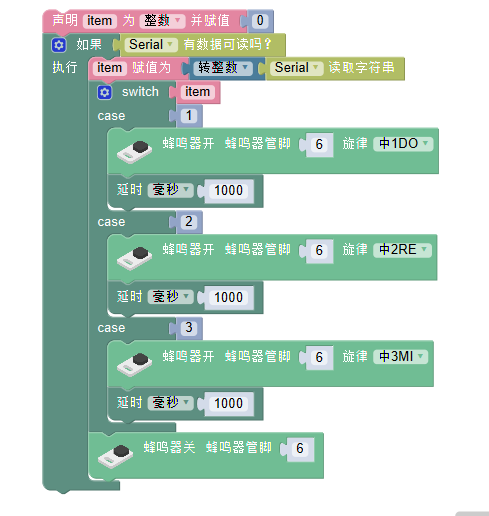 声明 item 为 整数 并赋值 0
如果 Serial 有数据可读吗?
执行 item 赋值为 转整数 Serial 读取字符串
switch item
case 1
蜂鸣器开 蜂鸣器管脚 6 旋律 中1DO
延时 毫秒 1000
case 2
蜂鸣器开 蜂鸣器管脚 6 旋律 中2RE
延时 毫秒 1000
case 3
蜂鸣器开 蜂鸣器管脚 6 旋律 中3MI
延时 毫秒 1000
蜂鸣器关 蜂鸣器管脚 6